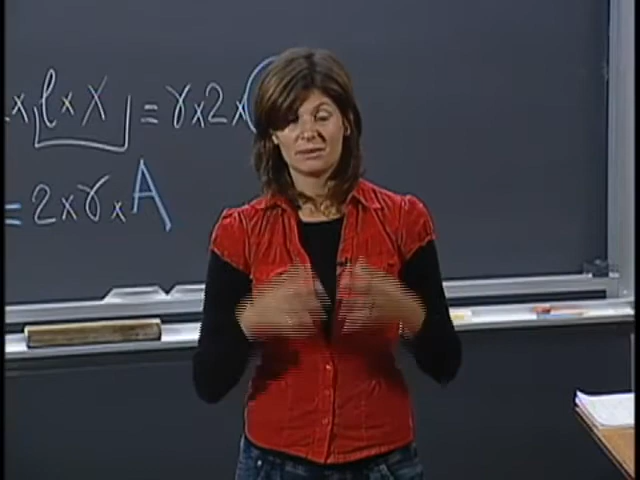 x l x X = γ x 2 x
= 2 x γ x A